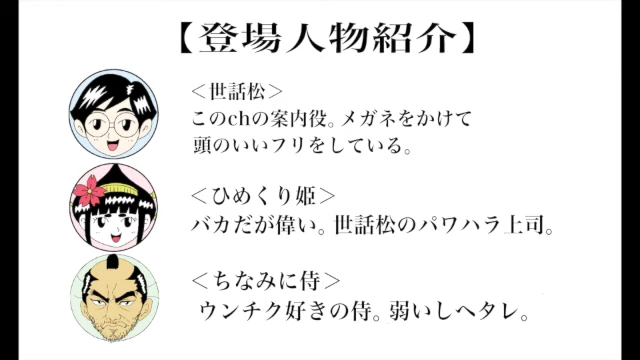 【登場人物紹介】
＜世話松＞
このchの案内役。メガネをかけて
頭のいいフリをしている。
＜ひめくり姫＞
バカだが偉い。世話松のパワハラ上司。
＜ちなみに侍＞
ウンチク好きの侍。弱いしヘタレ。